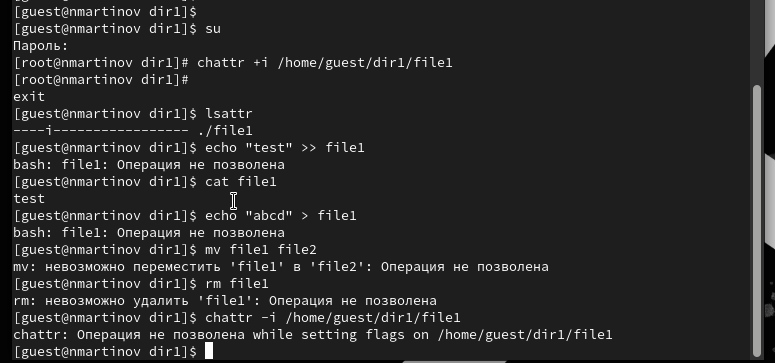 [guest@nmartinov dir1]$
[guest@nmartinov dir1]$ su
Пароль:
[root@nmartinov dir1]# chattr +i /home/guest/dir1/file1
[root@nmartinov dir1]#
exit
[guest@nmartinov dir1]$ lsattr
----i----------------- ./file1
[guest@nmartinov dir1]$ echo "test" >> file1
bash: file1: Операция не позволена
[guest@nmartinov dir1]$ cat file1
test
[guest@nmartinov dir1]$ echo "abcd" > file1
bash: file1: Операция не позволена
[guest@nmartinov dir1]$ mv file1 file2
mv: невозможно переместить 'file1' в 'file2': Операция не позволена
[guest@nmartinov dir1]$ rm file1
rm: невозможно удалить 'file1': Операция не позволена
[guest@nmartinov dir1]$ chattr -i /home/guest/dir1/file1
chattr: Операция не позволена while setting flags on /home/guest/dir1/file1
[guest@nmartinov dir1]$